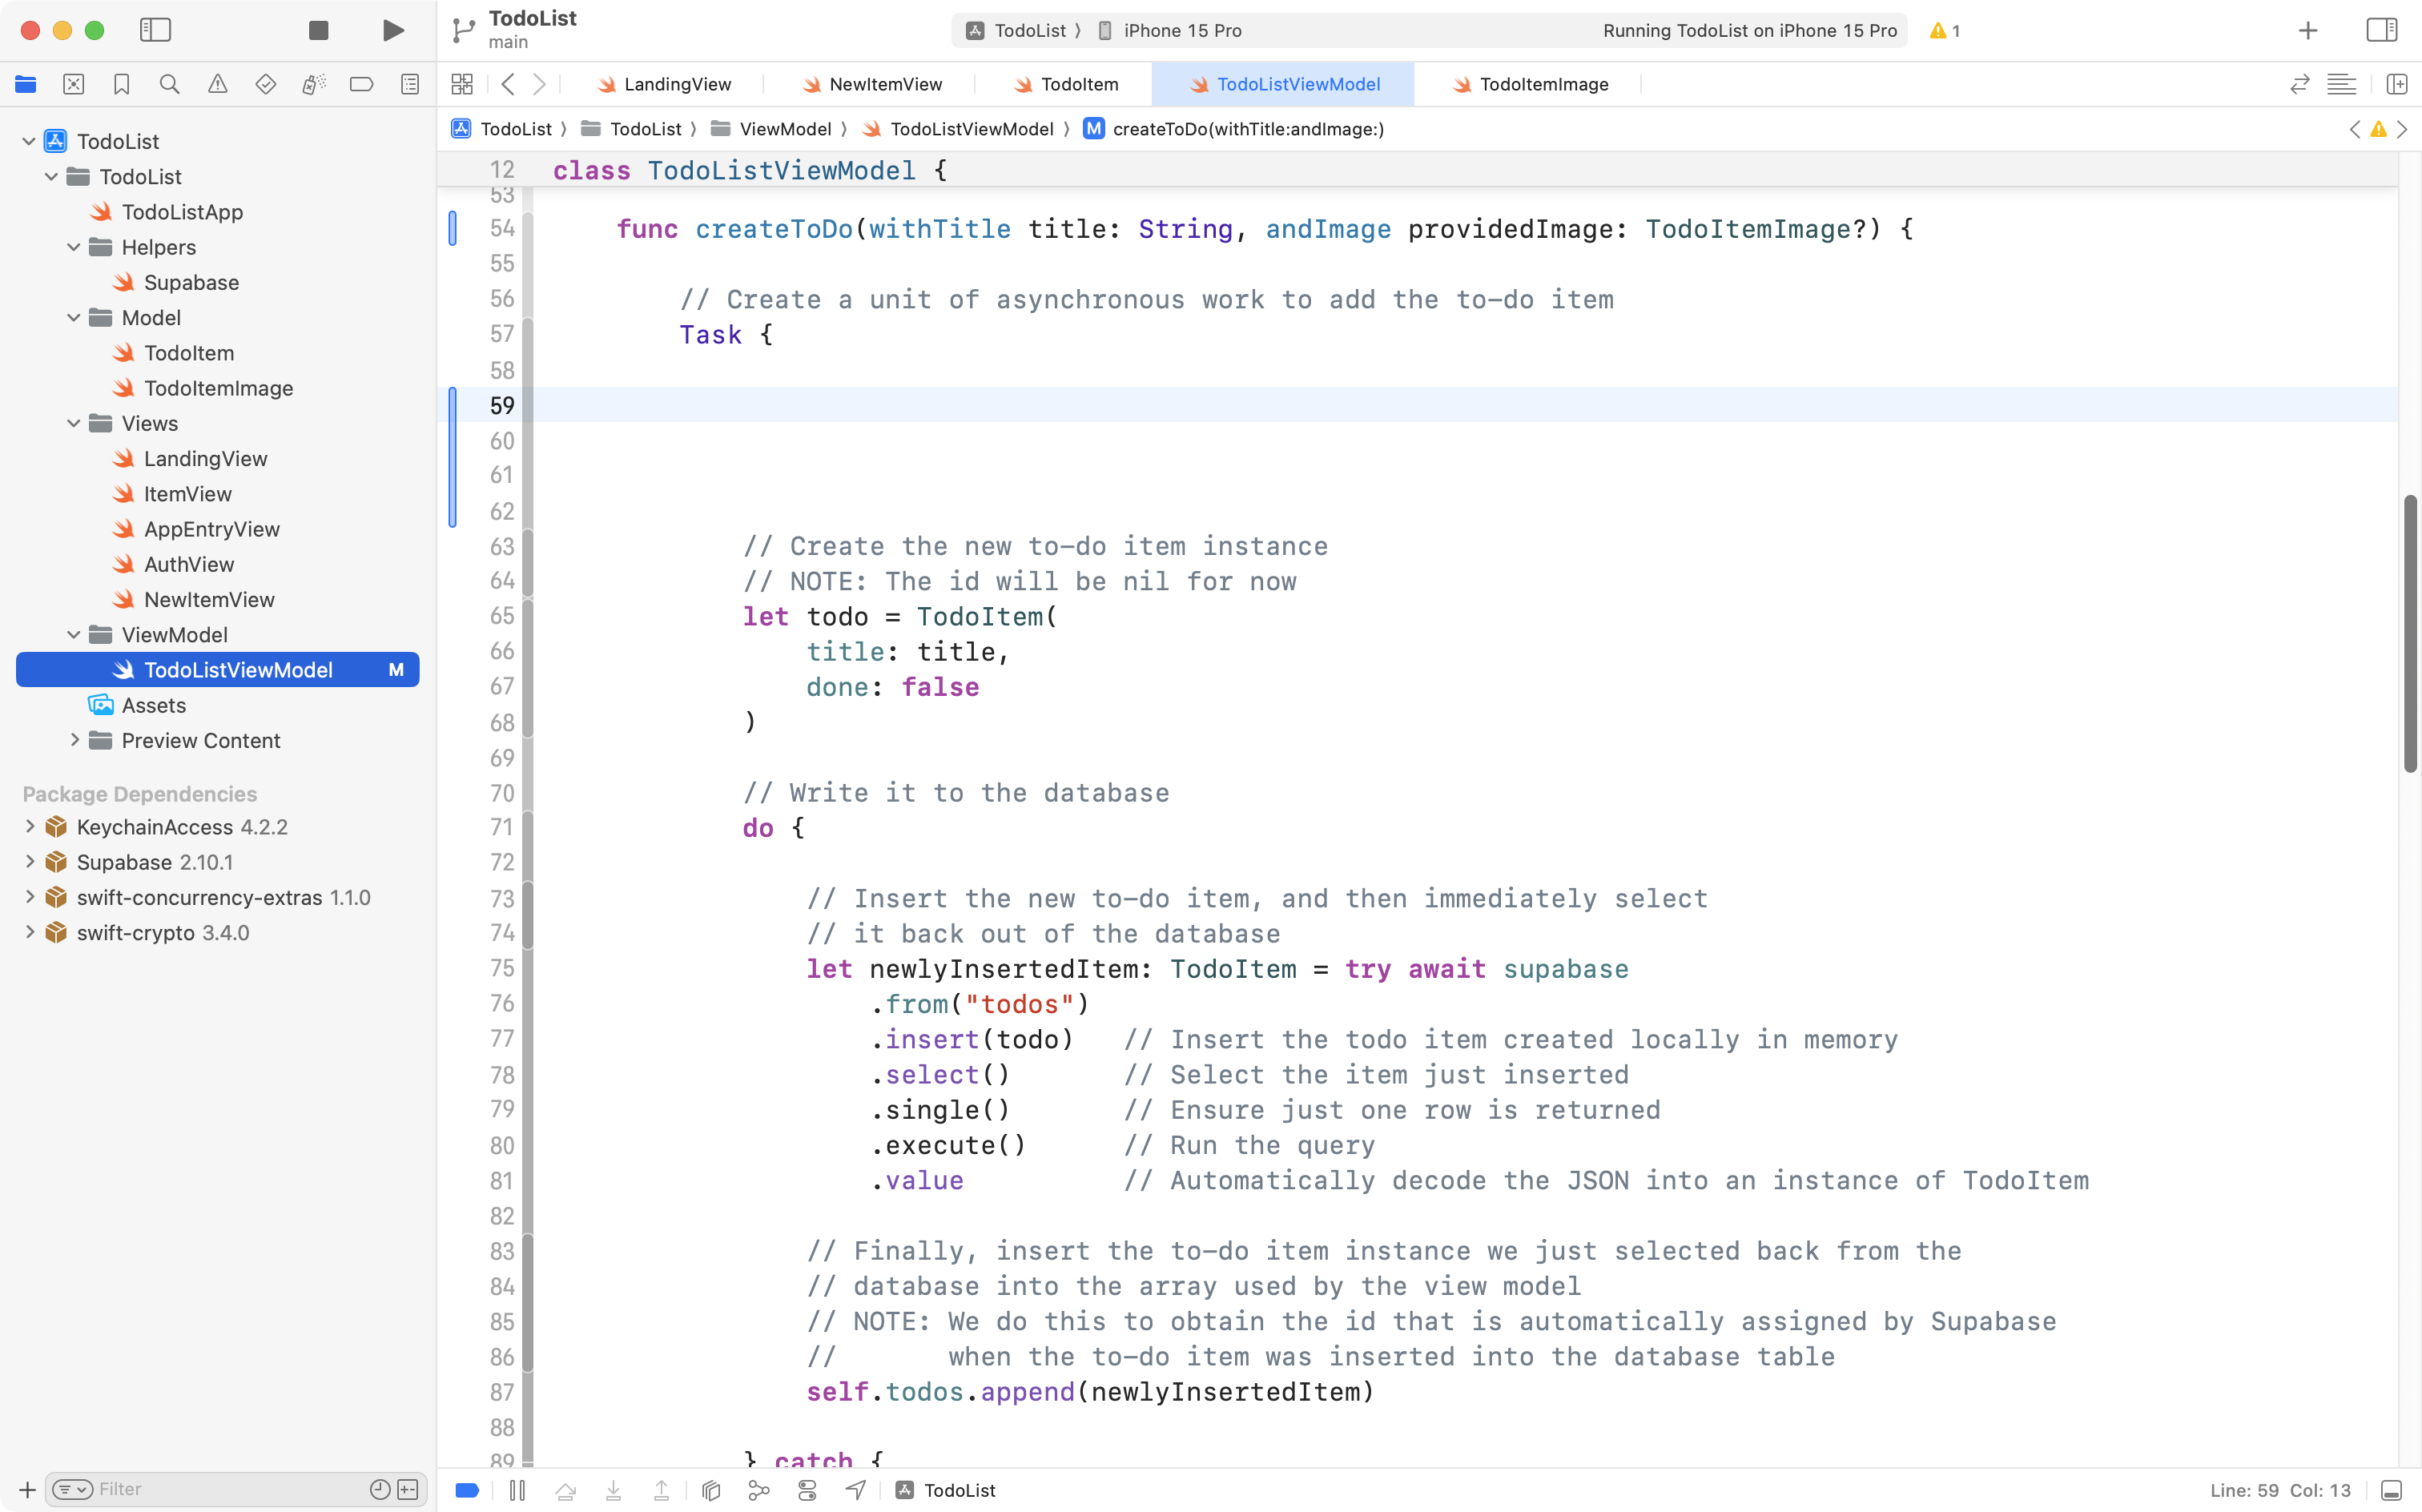 TodoList
main
TodoList ⟩ iPhone 15 Pro
Running TodoList on iPhone 15 Pro
1
LandingView
NewItemView
TodoItem
TodoListViewModel
TodoItemImage
TodoList ⟩ TodoList ⟩ ViewModel ⟩ TodoListViewModel ⟩ M createToDo(withTitle:andImage:)
TodoList
TodoList
TodoListApp
Helpers
Supabase
Model
TodoItem
TodoItemImage
Views
LandingView
ItemView
AppEntryView
AuthView
NewItemView
ViewModel
TodoListViewModel M
Assets
Preview Content
Package Dependencies
KeychainAccess 4.2.2
Supabase 2.10.1
swift-concurrency-extras 1.1.0
swift-crypto 3.4.0
Filter
12 class TodoListViewModel {
53
54 func createToDo(withTitle title: String, andImage providedImage: TodoItemImage?) {
55
56 // Create a unit of asynchronous work to add the to-do item
57 Task {
58
59
60
61
62
63 // Create the new to-do item instance
64 // NOTE: The id will be nil for now
65 let todo = TodoItem(
66 title: title,
67 done: false
68 )
69
70 // Write it to the database
71 do {
72
73 // Insert the new to-do item, and then immediately select
74 // it back out of the database
75 let newlyInsertedItem: TodoItem = try await supabase
76 .from("todos")
77 .insert(todo) // Insert the todo item created locally in memory
78 .select() // Select the item just inserted
79 .single() // Ensure just one row is returned
80 .execute() // Run the query
81 .value // Automatically decode the JSON into an instance of TodoItem
82
83 // Finally, insert the to-do item instance we just selected back from the
84 // database into the array used by the view model
85 // NOTE: We do this to obtain the id that is automatically assigned by Supabase
86 // when the to-do item was inserted into the database table
87 self.todos.append(newlyInsertedItem)
88
89 } catch {
TodoList
Line: 59 Col: 13